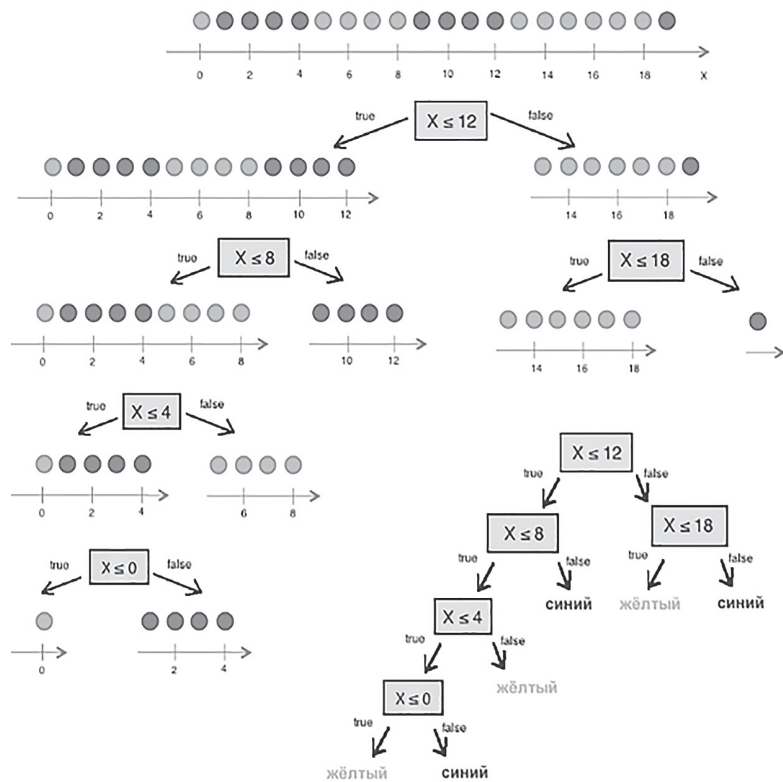 0 2 4 6 8 10 12 14 16 18 X
true X ≤ 12 false
0 2 4 6 8 10 12
14 16 18
true X ≤ 8 false
true X ≤ 18 false
0 2 4 6 8
10 12
14 16 18
true X ≤ 4 false
0 2 4
6 8
true X ≤ 0 false
0
2 4
X ≤ 12
true false
X ≤ 8 X ≤ 18
true false true false
X ≤ 4 синий жёлтый синий
true false
X ≤ 0 жёлтый
true false
жёлтый синий